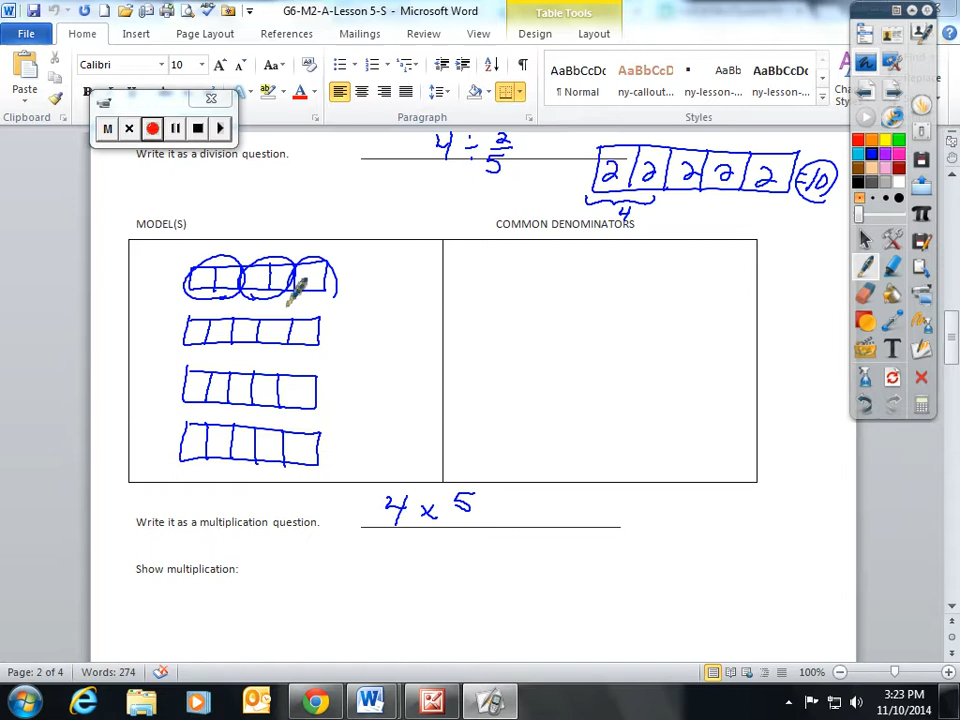 G6-M2-A-Lesson 5-S - Microsoft Word
Table Tools
File Home Insert Page Layout References Mailings Review View Design Layout
Calibri 10 A A Aa
AaBbCcDc AaBbCcD AaBb AaBbCcDc
Paste
¶ Normal ny-callout... ny-lesson-... ny-lesson-...
Clipboard Paragraph Styles
M
Write it as a division question. 4 ÷ 2/5
2 2 2 2 2 =10
4
MODEL(S) COMMON DENOMINATORS
Write it as a multiplication question. 4 x 5
Show multiplication:
Page: 2 of 4 Words: 274 100%
3:23 PM
11/10/2014